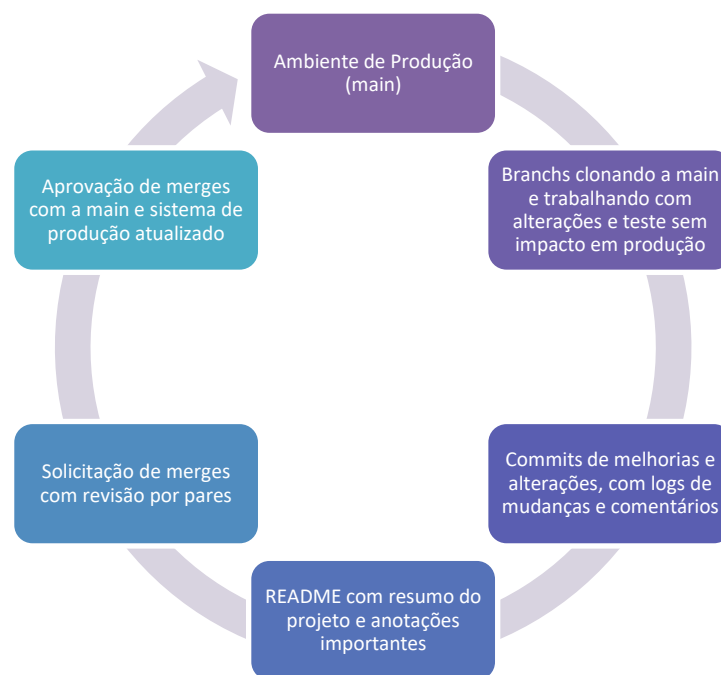 Ambiente de Produção
(main)
Branchs clonando a main
e trabalhando com
alterações e teste sem
impacto em produção
Commits de melhorias e
alterações, com logs de
mudanças e comentários
README com resumo do
projeto e anotações
importantes
Solicitação de merges
com revisão por pares
Aprovação de merges
com a main e sistema de
produção atualizado